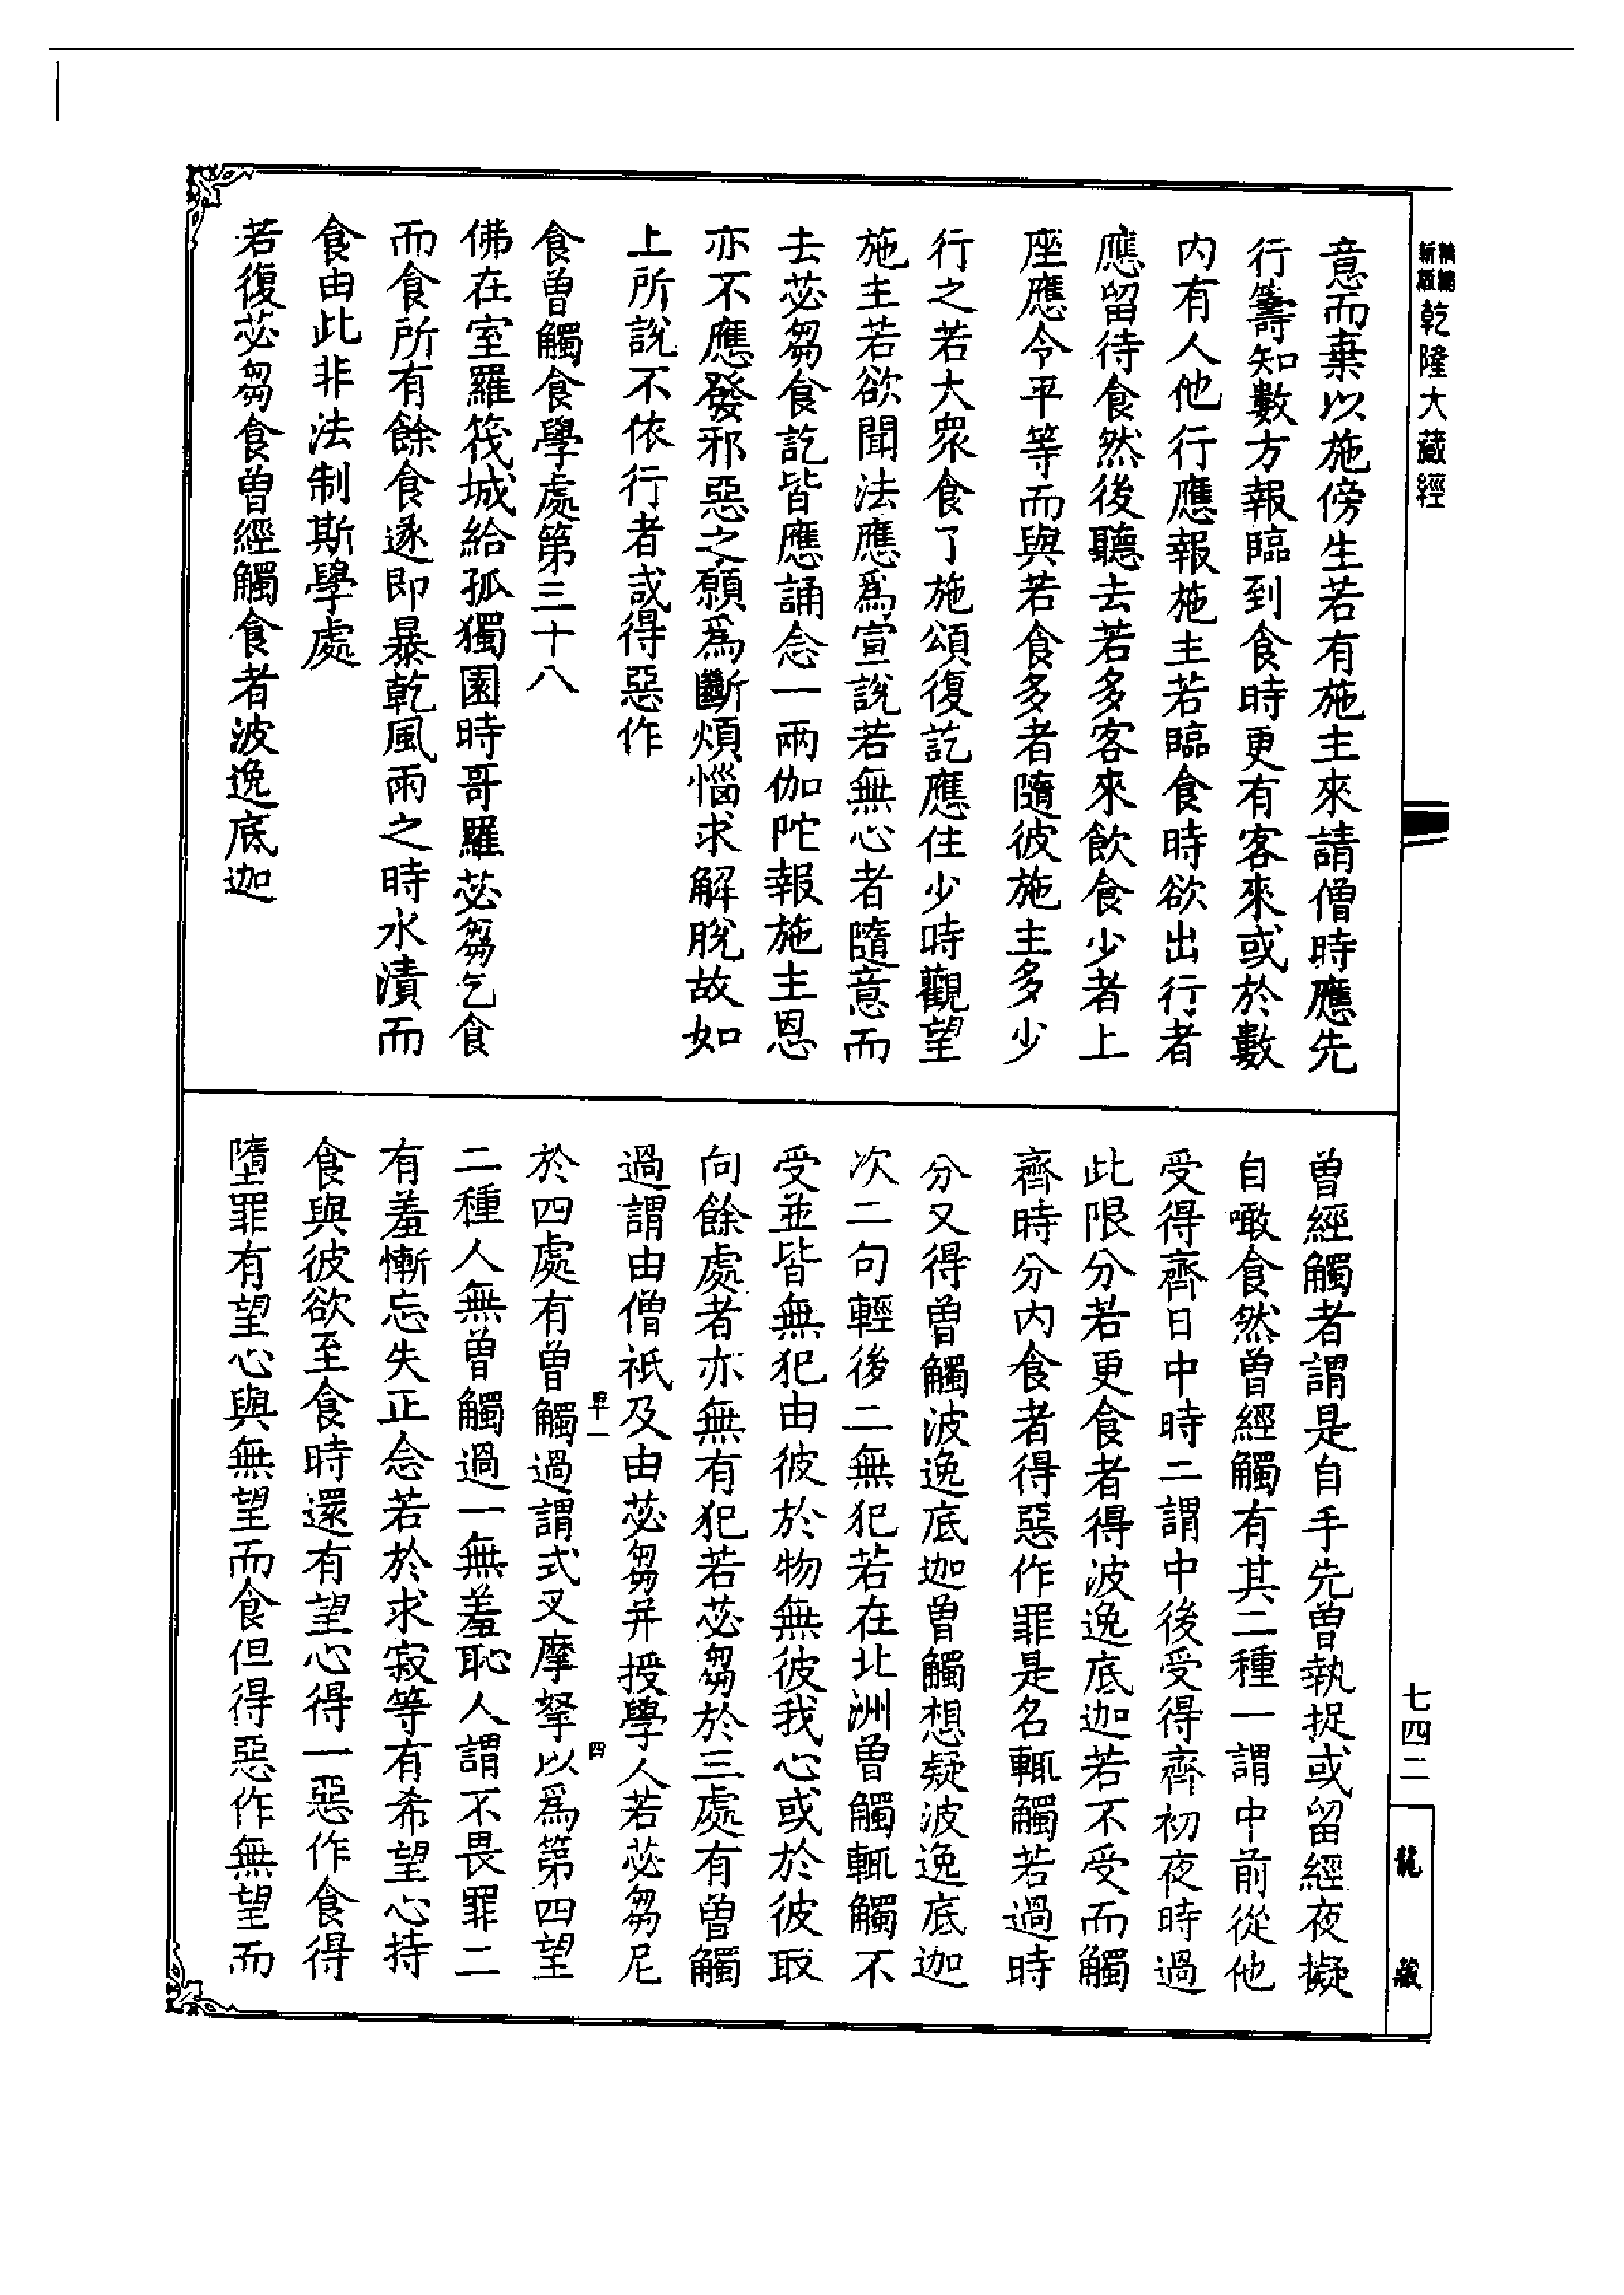 乾隆大藏經
意而棄以施傍生若有施主來請僧時應先
行籌知數方報臨到食時更有客來或於數
內有人他行應報施主若臨食時欲出行者
應留待食然後聽去若多客來飲食少者上
座應令平等而與若食多者隨彼施主多少
行之若大眾食了施頌復訖應住少時觀望
施主若欲聞法應為宣說若無心者隨意而
去苾芻食訖皆應誦念一兩伽陀報施主恩
亦不應發邪惡之願為斷煩惱求解脫故如
上所說不依行者咸得惡作
食曾觸食學處第三十八
佛在室羅筏城給孤獨園時哥羅苾芻乞食
而食所有餘食遂即暴乾風雨之時水漬而
食由此非法制斯學處
若復苾芻食曾經觸食者波逸底迦
曾經觸者謂是自手先曾執捉或留經夜擬
自噉食然曾經觸有其二種一謂中前從他
受得齊日中時二謂中後受得齊初夜時過
此限分若更食者得波逸底迦若不受而觸
齊時分內食者得惡作罪是名輒觸若過時
分又得曾觸波逸底迦曾觸想疑波逸底迦
次二句輕後二無犯若在北洲曾觸輒觸不
受並皆無犯由彼於物無彼我心或於彼取
向餘處者亦無有犯若苾芻於三處有曾觸
過謂由僧祇及由苾芻并授學人若苾芻尼
於四處有曾觸過謂式叉摩拏以為第四望
四
二種人無曾觸過一無羞恥人謂不畏罪二
有羞慚忘失正念若於求寂等有希望心持
食與彼欲至食時還有望心得一惡作食得
墮罪有望心與無望而食但得惡作無望而
七四二
龍藏